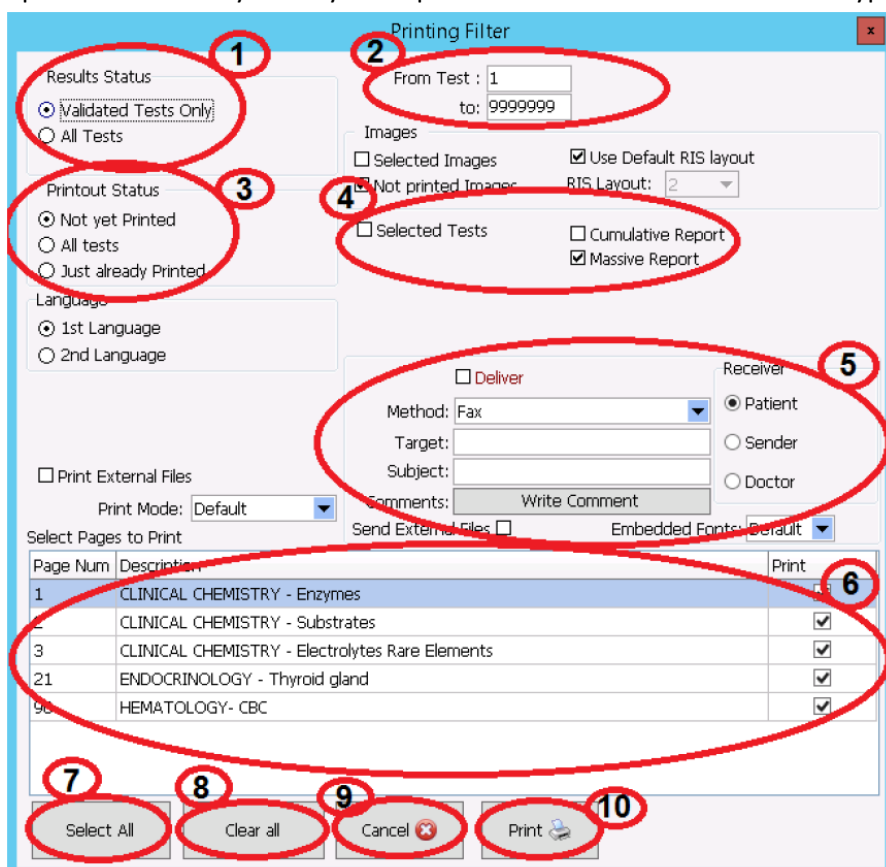 Printing Filter
x
1
2
Results Status
Validated Tests Only
All Tests
From Test : 1
to: 9999999
Images
Selected Images
Use Default RIS layout
Not printed Images
RIS Layout: 2
3
Printout Status
Not yet Printed
All tests
Just already Printed
4
Selected Tests
Cumulative Report
Massive Report
Language
1st Language
2nd Language
5
Deliver
Receiver
Method: Fax
Patient
Target:
Sender
Subject:
Doctor
Comments: Write Comment
Print External Files
Print Mode: Default
Send External Files
Embedded Fonts: Default
Select Pages to Print
6
Page Num Description Print
1 CLINICAL CHEMISTRY - Enzymes
CLINICAL CHEMISTRY - Substrates
3 CLINICAL CHEMISTRY - Electrolytes Rare Elements
21 ENDOCRINOLOGY - Thyroid gland
HEMATOLOGY- CBC
7
8
9
10
Select All
Clear all
Cancel
Print